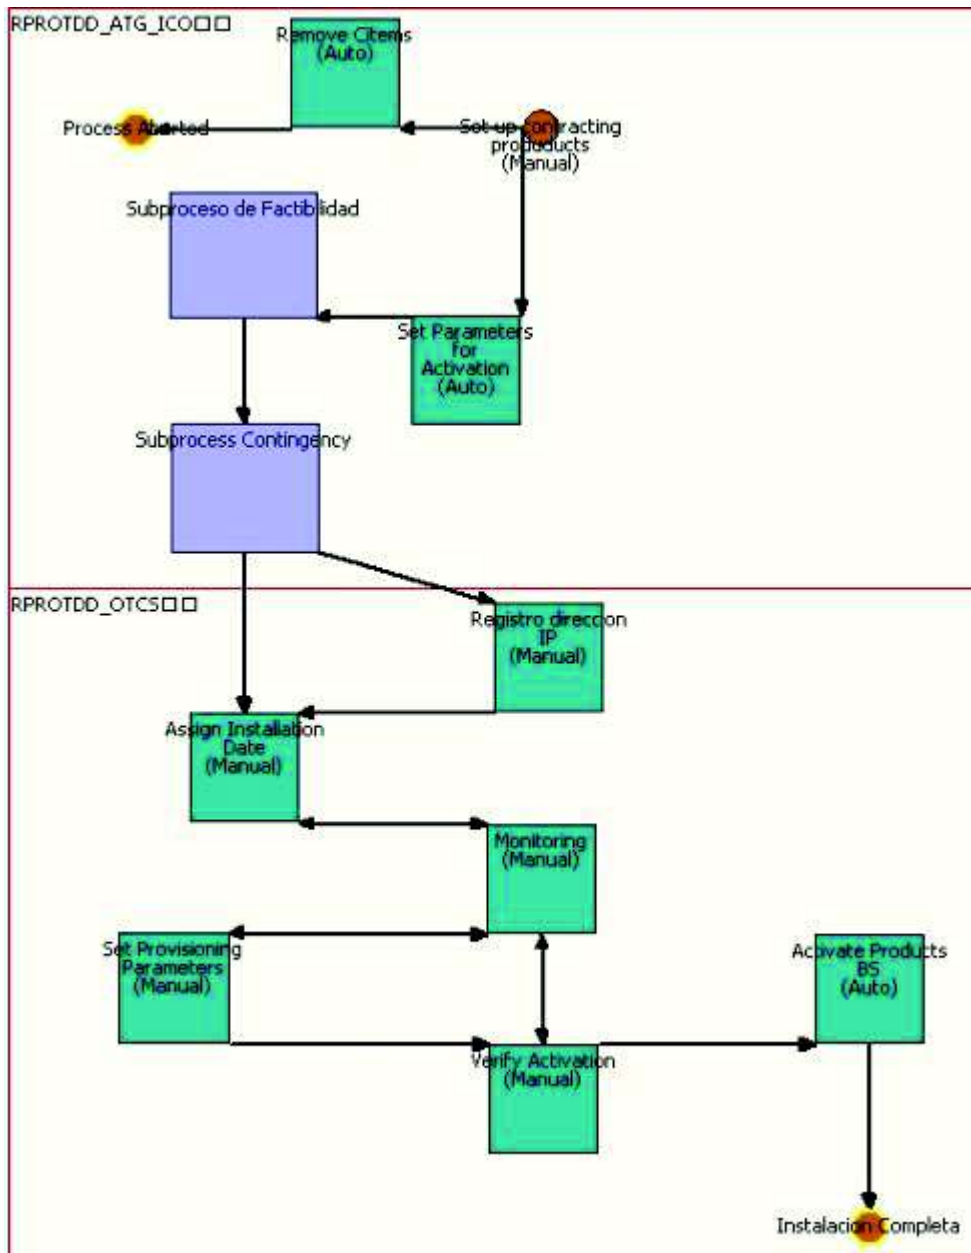 RPROTDD_ATG_ICO□□
Remove Citems
(Auto)
Process Aborted
Set up contracting
produducts
(Manual)
Subproceso de Factibilidad
Set Parameters
for
Activation
(Auto)
Subprocess Contingency
RPROTDD_OTCS□□
Registro direccion
IP
(Manual)
Assign Installation
Date
(Manual)
Monitoring
(Manual)
Set Provisioning
Parameters
(Manual)
Activate Products
BS
(Auto)
Verify Activation
(Manual)
Instalacion Completa